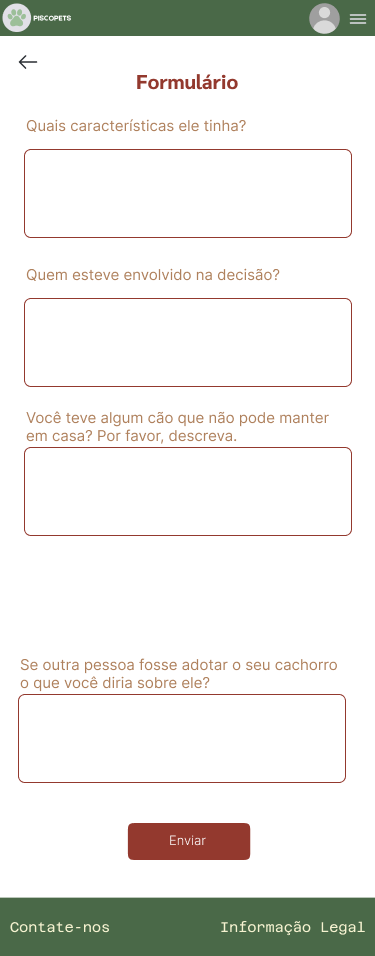 PISCOPETS
Formulário
Quais características ele tinha?
Quem esteve envolvido na decisão?
Você teve algum cão que não pode manter
em casa? Por favor, descreva.
Se outra pessoa fosse adotar o seu cachorro
o que você diria sobre ele?
Enviar
Contate-nos
Informação Legal